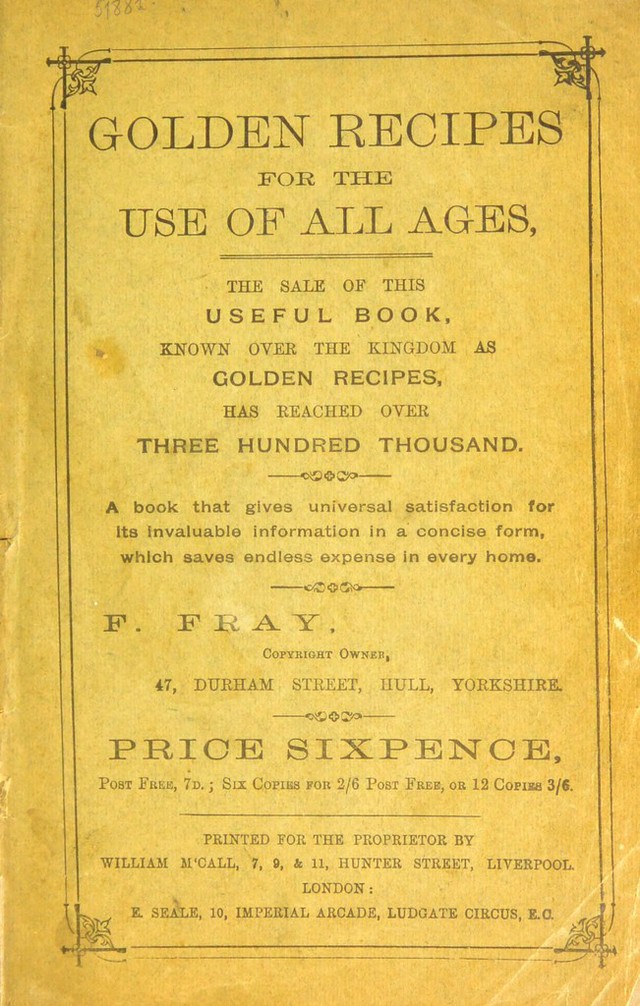 51882
GOLDEN RECIPES
FOR THE
USE OF ALL AGES,
THE SALE OF THIS
USEFUL BOOK,
KNOWN OVER THE KINGDOM AS
GOLDEN RECIPES,
HAS REACHED OVER
THREE HUNDRED THOUSAND.
A book that gives universal satisfaction for
its invaluable information in a concise form,
which saves endless expense in every home.
F. FRAY,
COPYRIGHT OWNER,
47, DURHAM STREET, HULL, YORKSHIRE.
PRICE SIXPENCE,
POST FREE, 7D.; SIX COPIES FOR 2/6 POST FREE, OR 12 COPIES 3/6.
PRINTED FOR THE PROPRIETOR BY
WILLIAM M'CALL, 7, 9, & 11, HUNTER STREET, LIVERPOOL.
LONDON:
E. SEALE, 10, IMPERIAL ARCADE, LUDGATE CIRCUS, E.C.